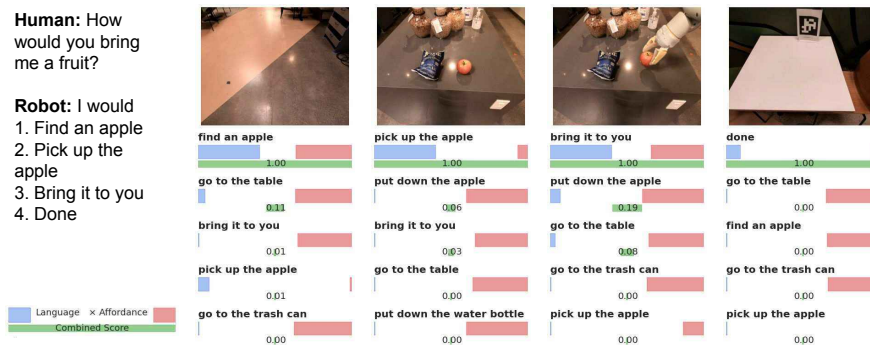 Human: How
would you bring
me a fruit?
Robot: I would
1. Find an apple
2. Pick up the
apple
3. Bring it to you
4. Done
Language × Affordance
Combined Score
find an apple
1.00
go to the table
0.11
bring it to you
0.01
pick up the apple
0.01
go to the trash can
0.00
pick up the apple
1.00
put down the apple
0.06
bring it to you
0.03
go to the table
0.00
put down the water bottle
0.00
bring it to you
1.00
put down the apple
0.19
go to the table
0.08
go to the trash can
0.00
pick up the apple
0.00
done
1.00
go to the table
0.00
find an apple
0.00
go to the trash can
0.00
pick up the apple
0.00